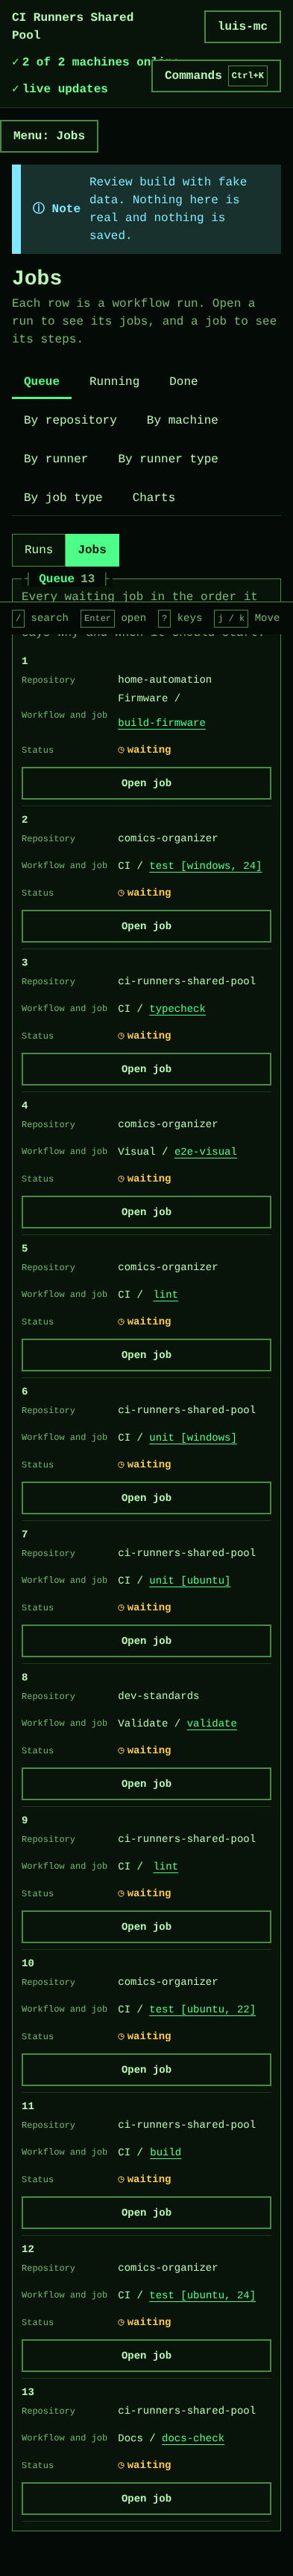 CI Runners Shared
Pool
luis-mc
✓ 2 of 2 machines
Commands Ctrl+K
✓ live updates
Menu: Jobs
ⓘ Note
Review build with fake
data. Nothing here is
real and nothing is
saved.
Jobs
Each row is a workflow run. Open a
run to see its jobs, and a job to see
its steps.
Queue Running Done
By repository By machine
By runner By runner type
By job type Charts
Runs Jobs
Queue 13
Every waiting job in the order it
/ search Enter open ? keys j / k Move
says why and when it should start.
1
Repository home-automation
Workflow and job Firmware /
build-firmware
Status ◷ waiting
Open job
2
Repository comics-organizer
Workflow and job CI / test [windows, 24]
Status ◷ waiting
Open job
3
Repository ci-runners-shared-pool
Workflow and job CI / typecheck
Status ◷ waiting
Open job
4
Repository comics-organizer
Workflow and job Visual / e2e-visual
Status ◷ waiting
Open job
5
Repository comics-organizer
Workflow and job CI / lint
Status ◷ waiting
Open job
6
Repository ci-runners-shared-pool
Workflow and job CI / unit [windows]
Status ◷ waiting
Open job
7
Repository ci-runners-shared-pool
Workflow and job CI / unit [ubuntu]
Status ◷ waiting
Open job
8
Repository dev-standards
Workflow and job Validate / validate
Status ◷ waiting
Open job
9
Repository ci-runners-shared-pool
Workflow and job CI / lint
Status ◷ waiting
Open job
10
Repository comics-organizer
Workflow and job CI / test [ubuntu, 22]
Status ◷ waiting
Open job
11
Repository ci-runners-shared-pool
Workflow and job CI / build
Status ◷ waiting
Open job
12
Repository comics-organizer
Workflow and job CI / test [ubuntu, 24]
Status ◷ waiting
Open job
13
Repository ci-runners-shared-pool
Workflow and job Docs / docs-check
Status ◷ waiting
Open job